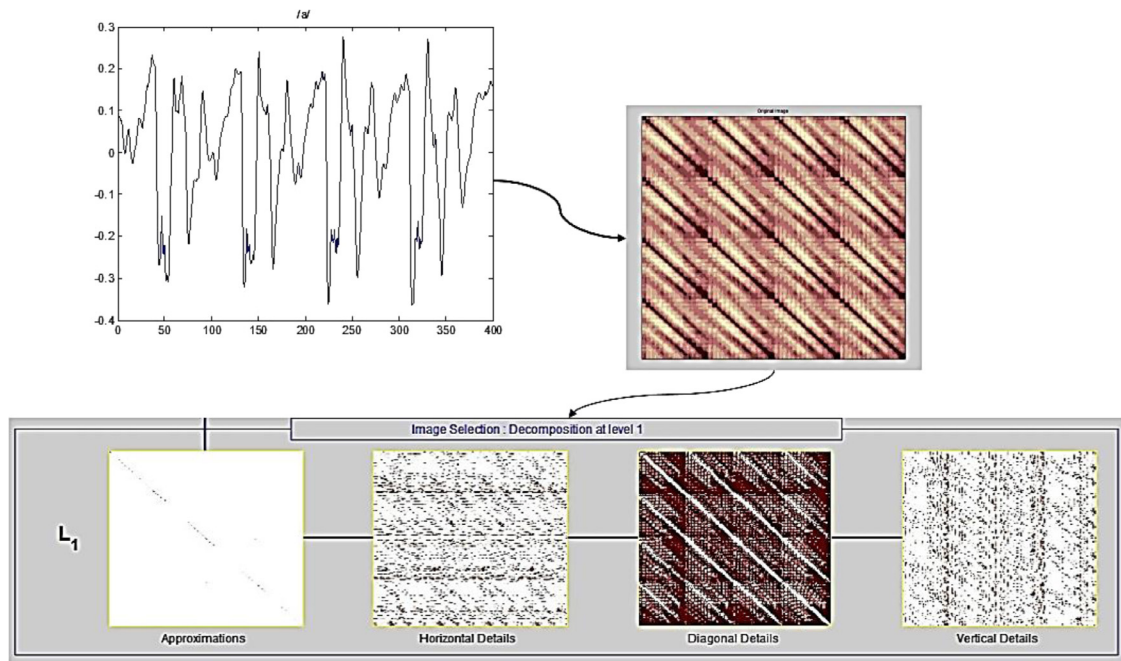 /a/
0.3
0.2
0.1
0
-0.1
-0.2
-0.3
-0.4
0 50 100 150 200 250 300 350 400
Original Image
Image Selection : Decomposition at level 1
L1
Approximations Horizontal Details Diagonal Details Vertical Details